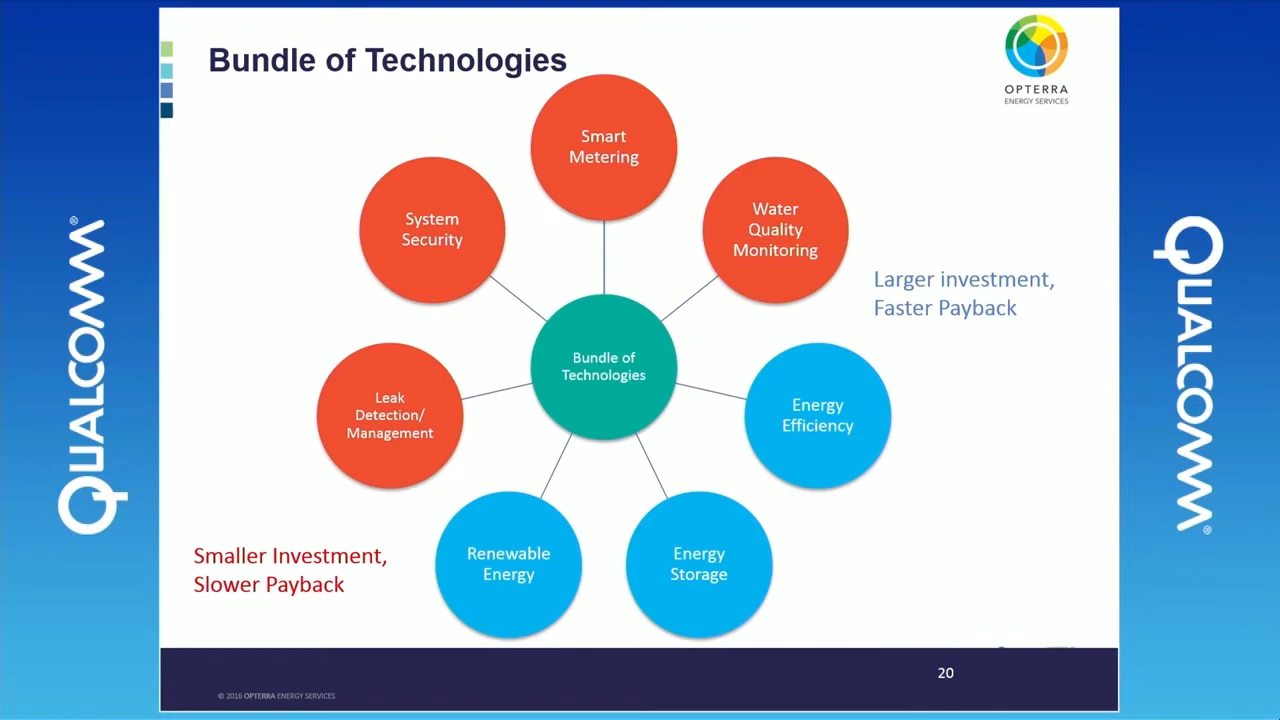 Bundle of Technologies
OPTERRA
ENERGY SERVICES
Smart
Metering
System
Security
Water
Quality
Monitoring
Larger investment,
Faster Payback
Bundle of
Technologies
Leak
Detection/
Management
Energy
Efficiency
Smaller Investment,
Slower Payback
Renewable
Energy
Energy
Storage
20
© 2016 OPTERRA ENERGY SERVICES
QUALCOMM®
QUALCOMM®